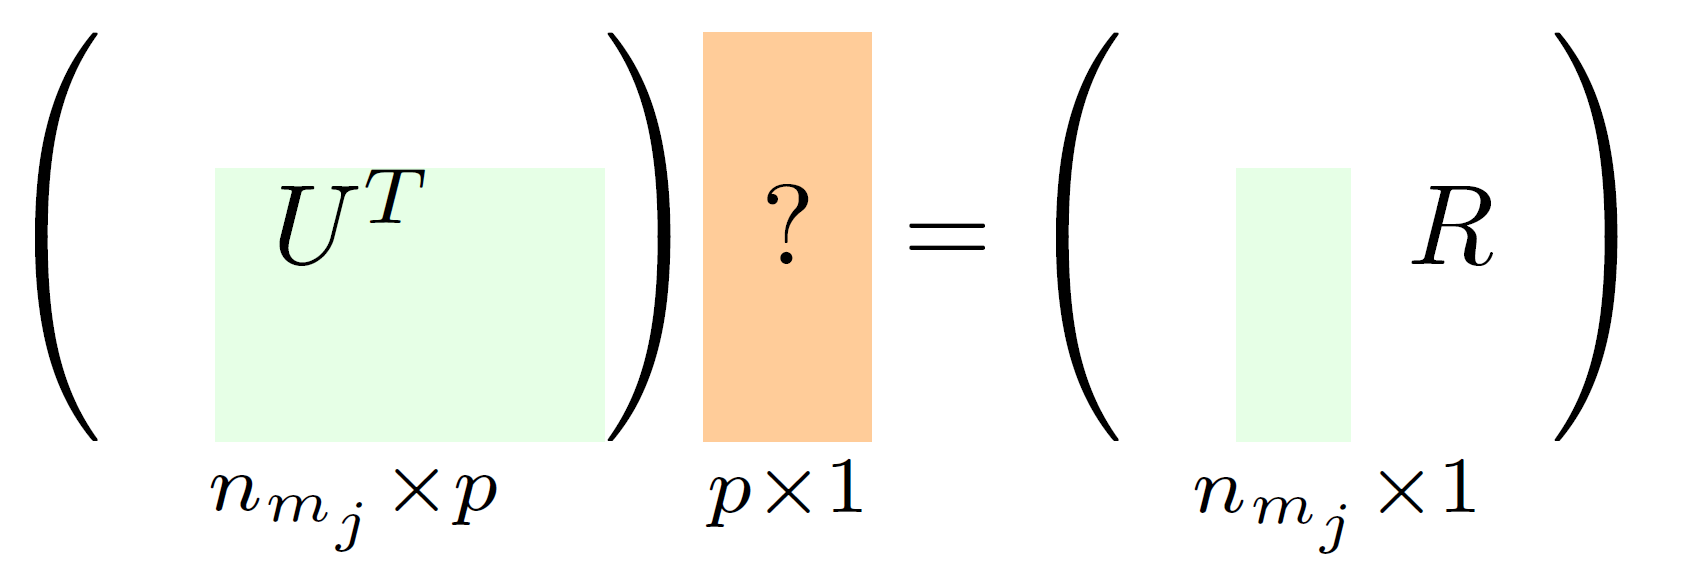 ( U^T ) ? = ( R )
n_{m_j} × p p × 1 n_{m_j} × 1